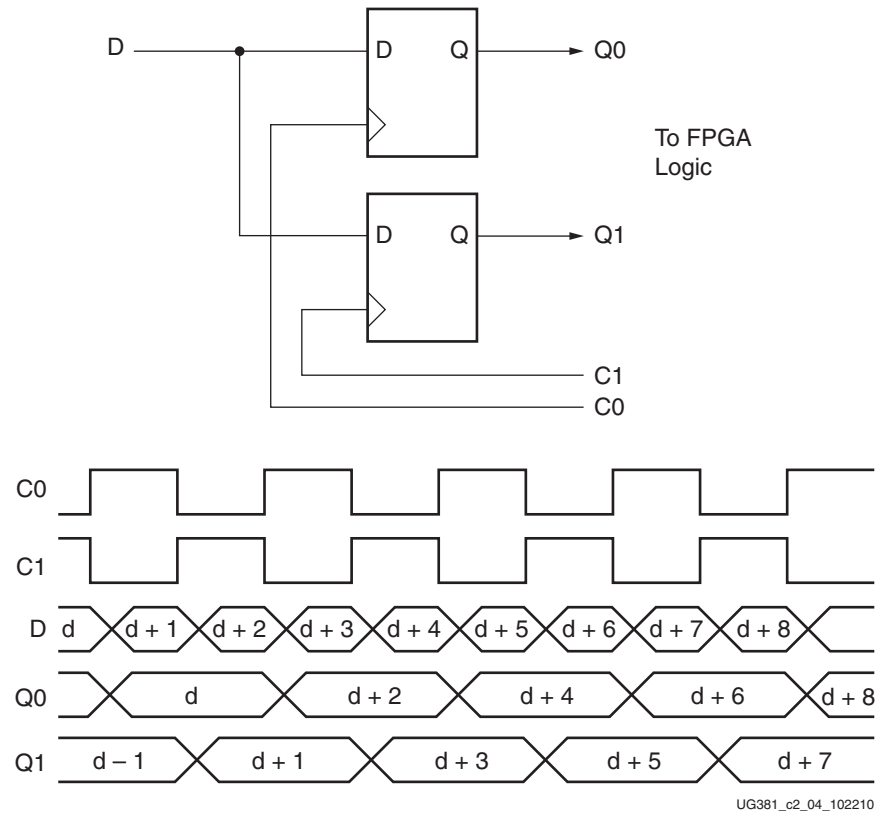 D
D Q
Q0
To FPGA
Logic
D Q
Q1
C1
C0
C0
C1
D d d + 1 d + 2 d + 3 d + 4 d + 5 d + 6 d + 7 d + 8
Q0 d d + 2 d + 4 d + 6 d + 8
Q1 d – 1 d + 1 d + 3 d + 5 d + 7
UG381_c2_04_102210